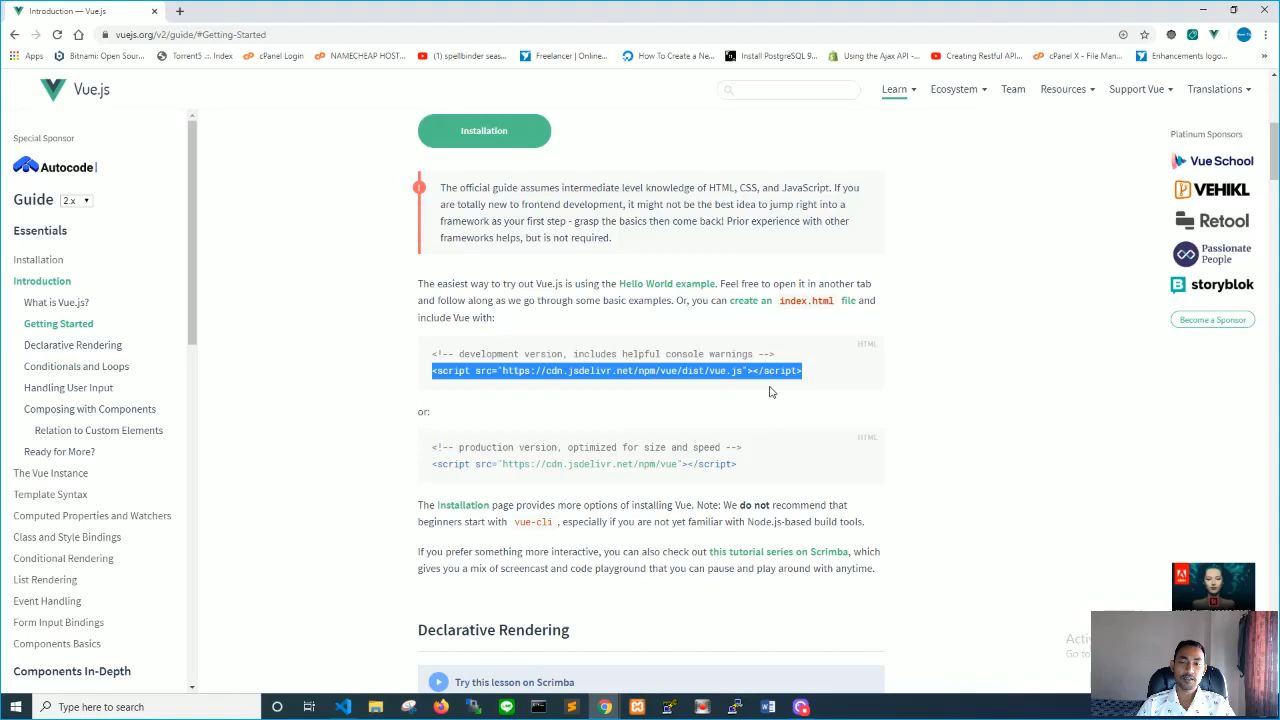 Introduction — Vue.js
vuejs.org/v2/guide/#Getting-Started
Apps
Bitnami: Open Sour...
Torrent5 :: Index
cPanel Login
NAMECHEAP HOST...
(1) spellbinder seas...
Freelancer | Online...
How To Create a Ne...
Install PostgreSQL 9...
Using the Ajax API -...
Creating Restful API...
cPanel X - File Man...
Enhancements logo...
Vue.js
Learn
Ecosystem
Team
Resources
Support Vue
Translations
Special Sponsor
Autocode
Guide 2.x
Essentials
Installation
Introduction
What is Vue.js?
Getting Started
Declarative Rendering
Conditionals and Loops
Handling User Input
Composing with Components
Relation to Custom Elements
Ready for More?
The Vue Instance
Template Syntax
Computed Properties and Watchers
Class and Style Bindings
Conditional Rendering
List Rendering
Event Handling
Form Input Bindings
Components Basics
Components In-Depth
Installation
The official guide assumes intermediate level knowledge of HTML, CSS, and JavaScript. If you
are totally new to frontend development, it might not be the best idea to jump right into a
framework as your first step - grasp the basics then come back! Prior experience with other
frameworks helps, but is not required.
The easiest way to try out Vue.js is using the Hello World example. Feel free to open it in another tab
and follow along as we go through some basic examples. Or, you can create an index.html file and
include Vue with:
HTML
<!-- development version, includes helpful console warnings -->
<script src="https://cdn.jsdelivr.net/npm/vue/dist/vue.js"></script>
or:
HTML
<!-- production version, optimized for size and speed -->
<script src="https://cdn.jsdelivr.net/npm/vue"></script>
The Installation page provides more options of installing Vue. Note: We do not recommend that
beginners start with vue-cli , especially if you are not yet familiar with Node.js-based build tools.
If you prefer something more interactive, you can also check out this tutorial series on Scrimba, which
gives you a mix of screencast and code playground that you can pause and play around with anytime.
Declarative Rendering
Try this lesson on Scrimba
Platinum Sponsors
Vue School
VEHIKL
Retool
Passionate
People
storyblok
Become a Sponsor
Acti
Go to
Type here to search